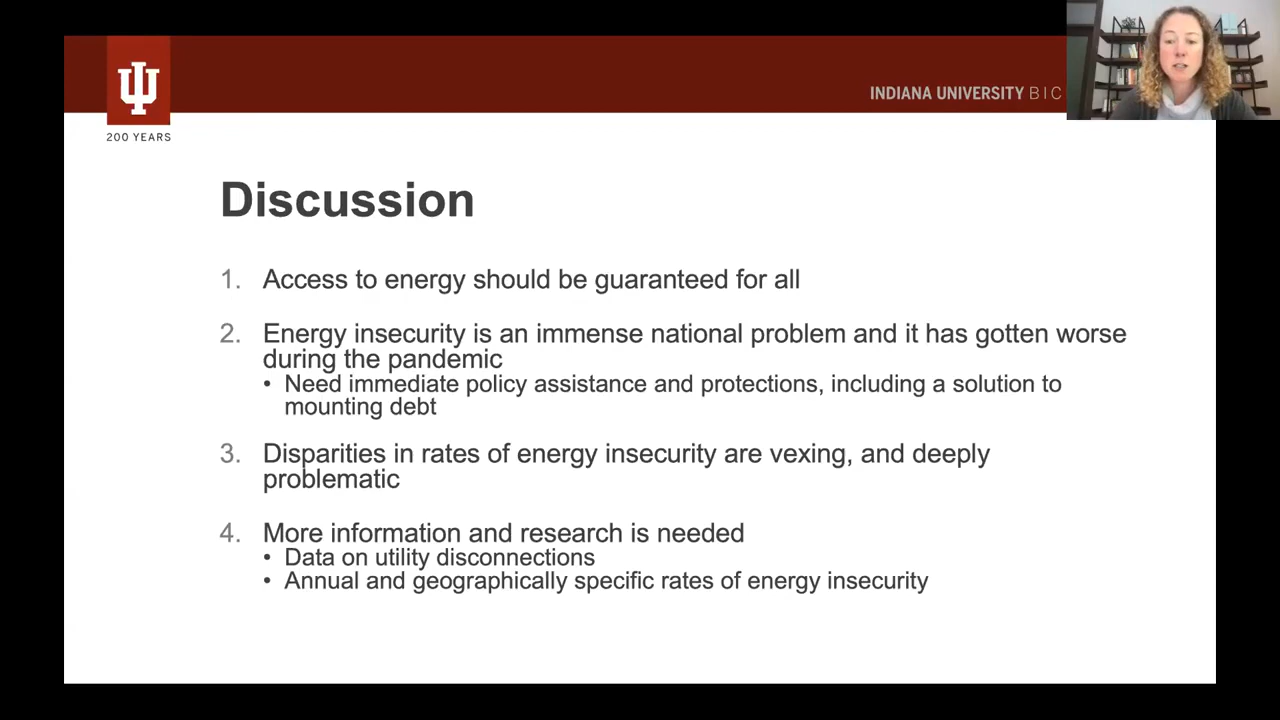 INDIANA UNIVERSITY BIC
200 YEARS
Discussion
1. Access to energy should be guaranteed for all
2. Energy insecurity is an immense national problem and it has gotten worse
during the pandemic
• Need immediate policy assistance and protections, including a solution to
mounting debt
3. Disparities in rates of energy insecurity are vexing, and deeply
problematic
4. More information and research is needed
• Data on utility disconnections
• Annual and geographically specific rates of energy insecurity